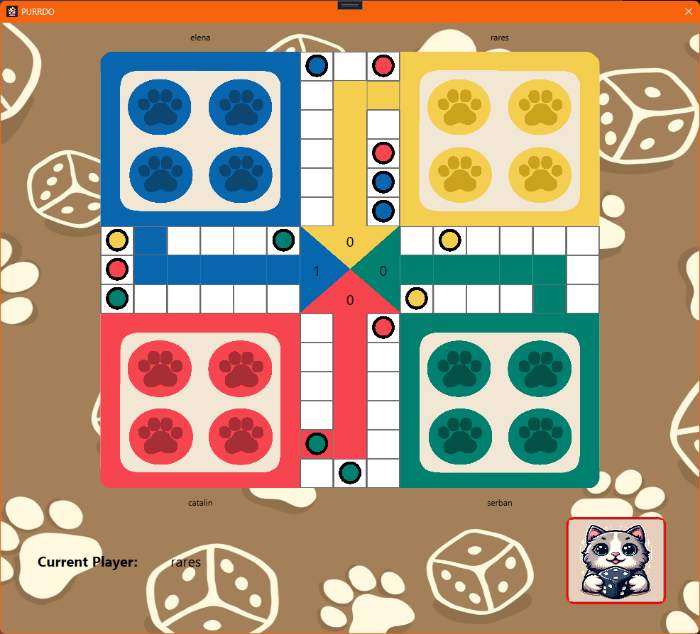 PURRDO
elena
rares
0
1
0
0
catalin
serban
Current Player: rares